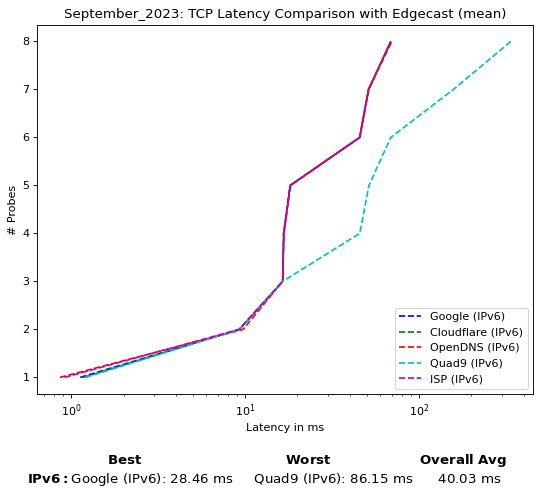 September_2023: TCP Latency Comparison with Edgecast (mean)
8
7
6
5
4
3
2
1
# Probes
10⁰
10¹
10²
Latency in ms
Google (IPv6)
Cloudflare (IPv6)
OpenDNS (IPv6)
Quad9 (IPv6)
ISP (IPv6)
Best Worst Overall Avg
IPv6: Google (IPv6): 28.46 ms Quad9 (IPv6): 86.15 ms 40.03 ms